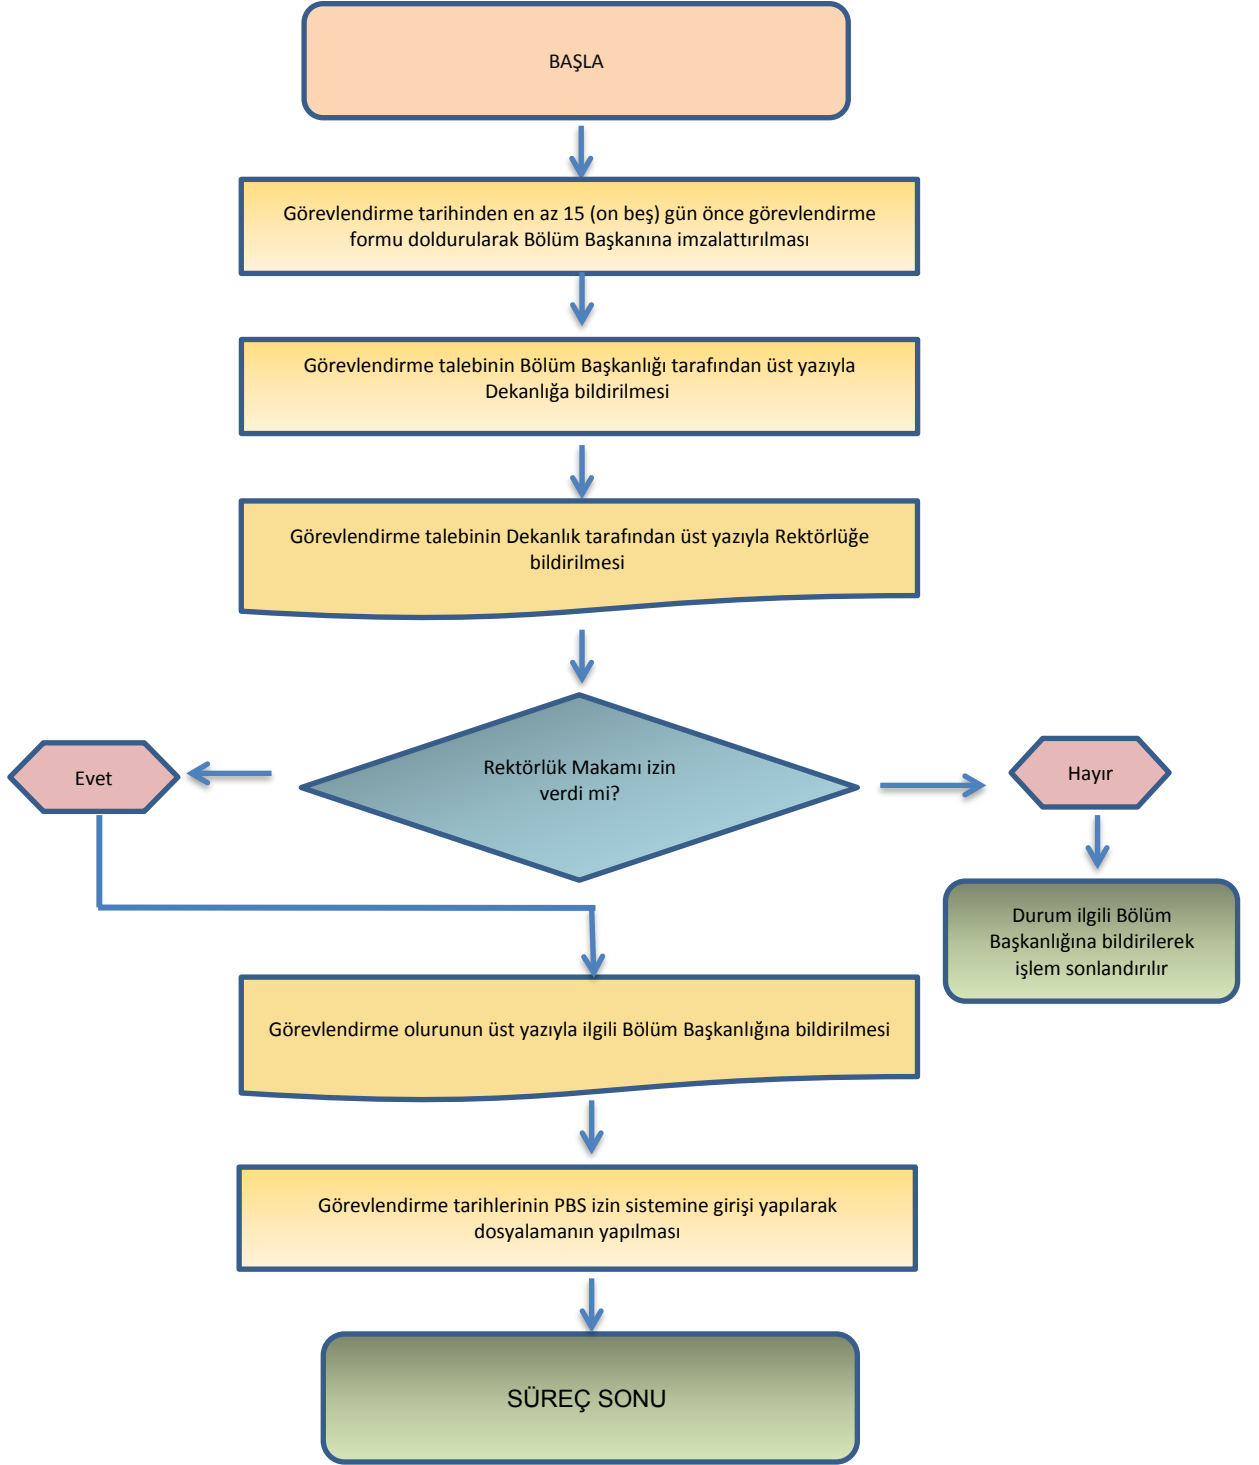 BAŞLA
Görevlendirme tarihinden en az 15 (on beş) gün önce görevlendirme
formu doldurularak Bölüm Başkanına imzalattırılması
Görevlendirme talebinin Bölüm Başkanlığı tarafından üst yazıyla
Dekanlığa bildirilmesi
Görevlendirme talebinin Dekanlık tarafından üst yazıyla Rektörlüğe
bildirilmesi
Rektörlük Makamı izin
verdi mi?
Evet
Hayır
Durum ilgili Bölüm
Başkanlığına bildirilerek
işlem sonlandırılır
Görevlendirme olurunun üst yazıyla ilgili Bölüm Başkanlığına bildirilmesi
Görevlendirme tarihlerinin PBS izin sistemine girişi yapılarak
dosyalamanın yapılması
SÜREÇ SONU